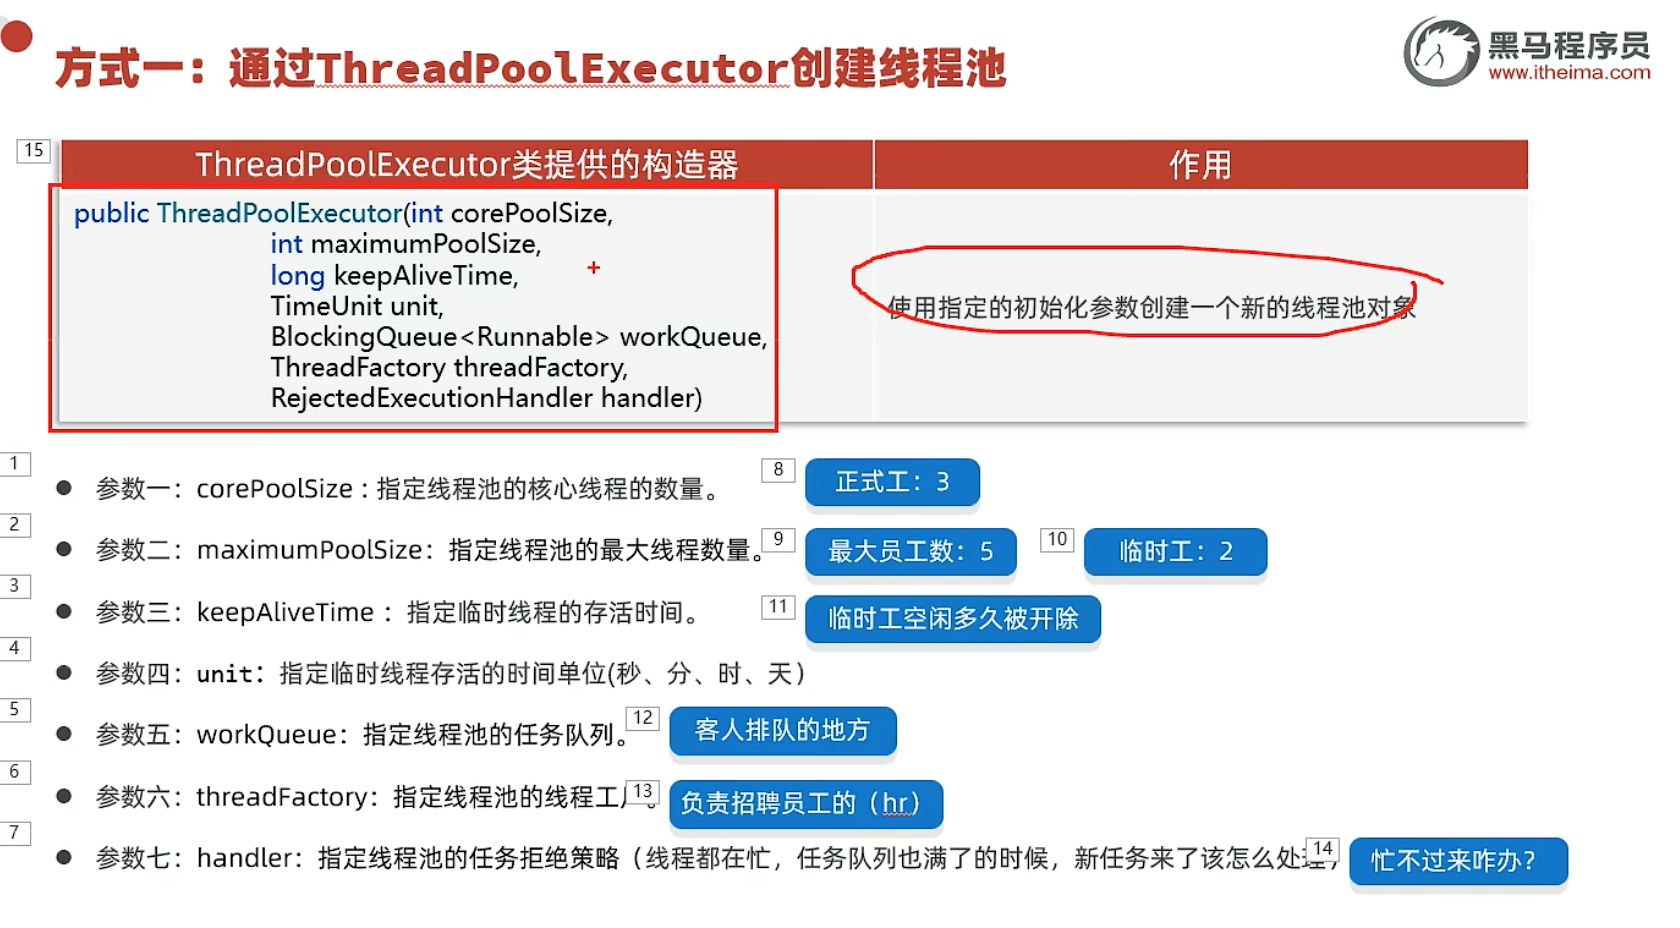 方式一：通过ThreadPoolExecutor创建线程池
黑马程序员
www.itheima.com
15
ThreadPoolExecutor类提供的构造器
作用
public ThreadPoolExecutor(int corePoolSize,
int maximumPoolSize,
long keepAliveTime,
TimeUnit unit,
BlockingQueue<Runnable> workQueue,
ThreadFactory threadFactory,
RejectedExecutionHandler handler)
使用指定的初始化参数创建一个新的线程池对象
1
参数一：corePoolSize : 指定线程池的核心线程的数量。
8
正式工：3
2
参数二：maximumPoolSize：指定线程池的最大线程数量。
9
最大员工数：5
10
临时工：2
3
参数三：keepAliveTime ：指定临时线程的存活时间。
11
临时工空闲多久被开除
4
参数四：unit：指定临时线程存活的时间单位(秒、分、时、天）
5
参数五：workQueue：指定线程池的任务队列。
12
客人排队的地方
6
参数六：threadFactory：指定线程池的线程工
13
负责招聘员工的（hr）
7
参数七：handler：指定线程池的任务拒绝策略（线程都在忙，任务队列也满了的时候，新任务来了该怎么处理）
14
忙不过来咋办？